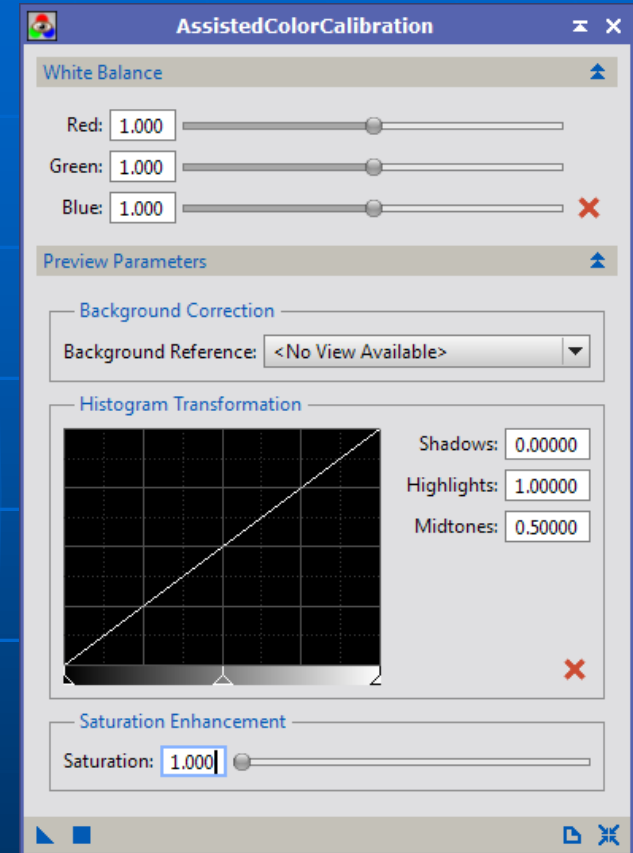 AssistedColorCalibration
White Balance
Red: 1.000
Green: 1.000
Blue: 1.000
Preview Parameters
Background Correction
Background Reference: <No View Available>
Histogram Transformation
Shadows: 0.00000
Highlights: 1.00000
Midtones: 0.50000
Saturation Enhancement
Saturation: 1.000